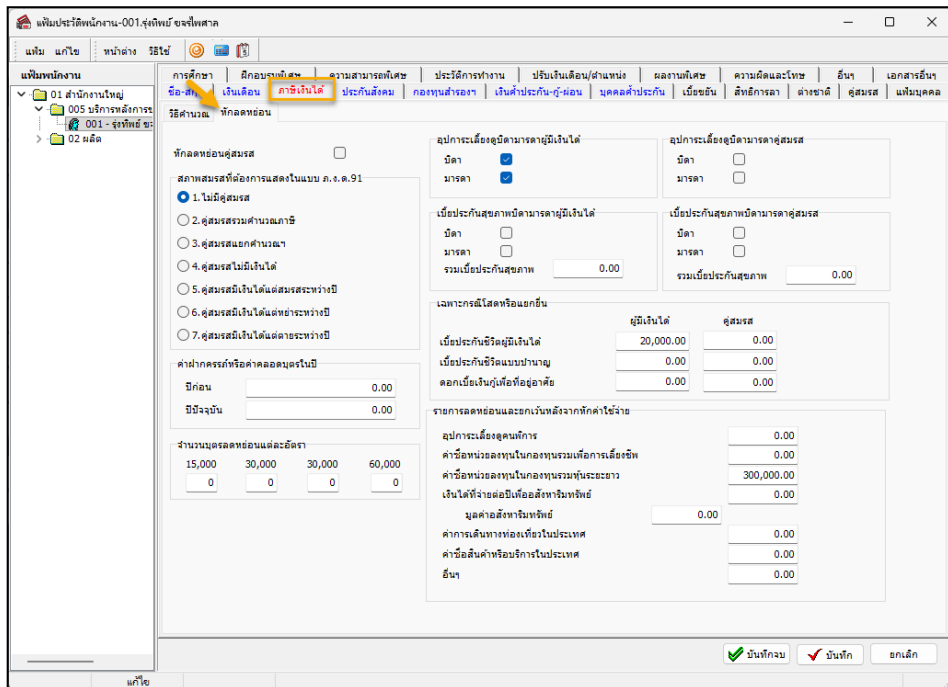 แฟ้มประวัติพนักงาน-001.รุ่งทิพย์ ขจรไพศาล
แฟ้ม แก้ไข หน้าต่าง วิธีใช้
แฟ้มพนักงาน
01 สำนักงานใหญ่
005 บริการหลังการข
001 - รุ่งทิพย์ ขะ
02 ผลิต
การศึกษา ฝึกอบรมพิเศษ ความสามารถพิเศษ ประวัติการทำงาน ปรับเงินเดือน/ตำแหน่ง ผลงานพิเศษ ความผิดและโทษ อื่นๆ เอกสารอื่นๆ
เงินเดือน ภาษีเงินได้ ประกันสังคม กองทุนสำรองฯ เงินค้ำประกัน-กู้-ผ่อน บุคคลค้ำประกัน เบี้ยขยัน สิทธิการลา ต่างชาติ คู่สมรส แฟ้มบุคคล
วิธีคำนวณ หักลดหย่อน
หักลดหย่อนคู่สมรส
สภาพสมรสที่ต้องการแสดงในแบบ ภ.ง.ด.91
1.ไม่มีคู่สมรส
2.คู่สมรสรวมคำนวณภาษี
3.คู่สมรสแยกคำนวณฯ
4.คู่สมรสไม่มีเงินได้
5.คู่สมรสมีเงินได้แต่สมรสระหว่างปี
6.คู่สมรสมีเงินได้แต่หย่าระหว่างปี
7.คู่สมรสมีเงินได้แต่ตายระหว่างปี
ค่าฝากครรภ์หรือค่าคลอดบุตรในปี
ปีก่อน 0.00
ปีปัจจุบัน 0.00
จำนวนบุตรลดหย่อนแต่ละอัตรา
15,000 30,000 30,000 60,000
0 0 0 0
อุปการะเลี้ยงดูบิดามารดาผู้มีเงินได้
บิดา
มารดา
อุปการะเลี้ยงดูบิดามารดาคู่สมรส
บิดา
มารดา
เบี้ยประกันสุขภาพบิดามารดาผู้มีเงินได้
บิดา
มารดา
รวมเบี้ยประกันสุขภาพ 0.00
เบี้ยประกันสุขภาพบิดามารดาคู่สมรส
บิดา
มารดา
รวมเบี้ยประกันสุขภาพ 0.00
เฉพาะกรณีโสดหรือแยกยื่น
ผู้มีเงินได้ คู่สมรส
เบี้ยประกันชีวิตผู้มีเงินได้ 20,000.00 0.00
เบี้ยประกันชีวิตแบบบำนาญ 0.00 0.00
ดอกเบี้ยเงินกู้เพื่อที่อยู่อาศัย 0.00 0.00
รายการลดหย่อนและยกเว้นหลังจากหักค่าใช้จ่าย
อุปการะเลี้ยงดูคนพิการ 0.00
ค่าซื้อหน่วยลงทุนในกองทุนรวมเพื่อการเลี้ยงชีพ 0.00
ค่าซื้อหน่วยลงทุนในกองทุนรวมหุ้นระยะยาว 300,000.00
เงินได้ที่จ่ายต่อปีเพื่ออสังหาริมทรัพย์ 0.00
มูลค่าอสังหาริมทรัพย์ 0.00
ค่าการเดินทางท่องเที่ยวในประเทศ 0.00
ค่าซื้อสินค้าหรือบริการในประเทศ 0.00
อื่นๆ 0.00
บันทึกจบ บันทึก ยกเลิก
แก้ไข